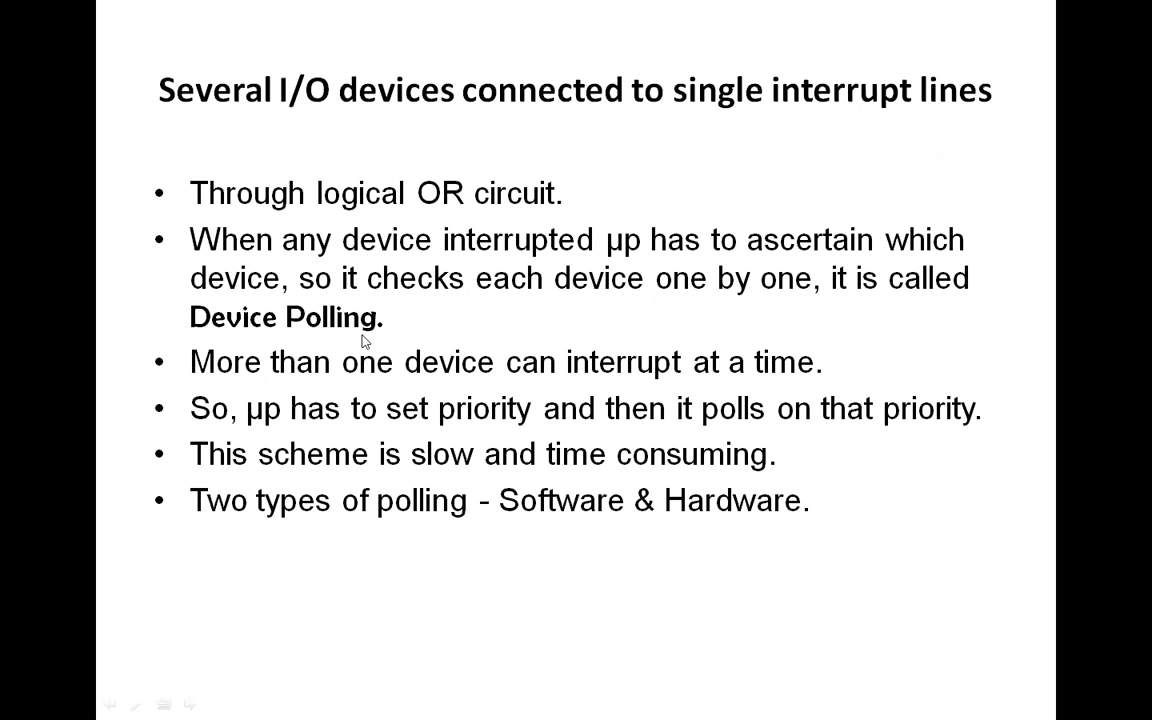 Several I/O devices connected to single interrupt lines
• Through logical OR circuit.
• When any device interrupted µp has to ascertain which
device, so it checks each device one by one, it is called
Device Polling.
• More than one device can interrupt at a time.
• So, µp has to set priority and then it polls on that priority.
• This scheme is slow and time consuming.
• Two types of polling - Software & Hardware.